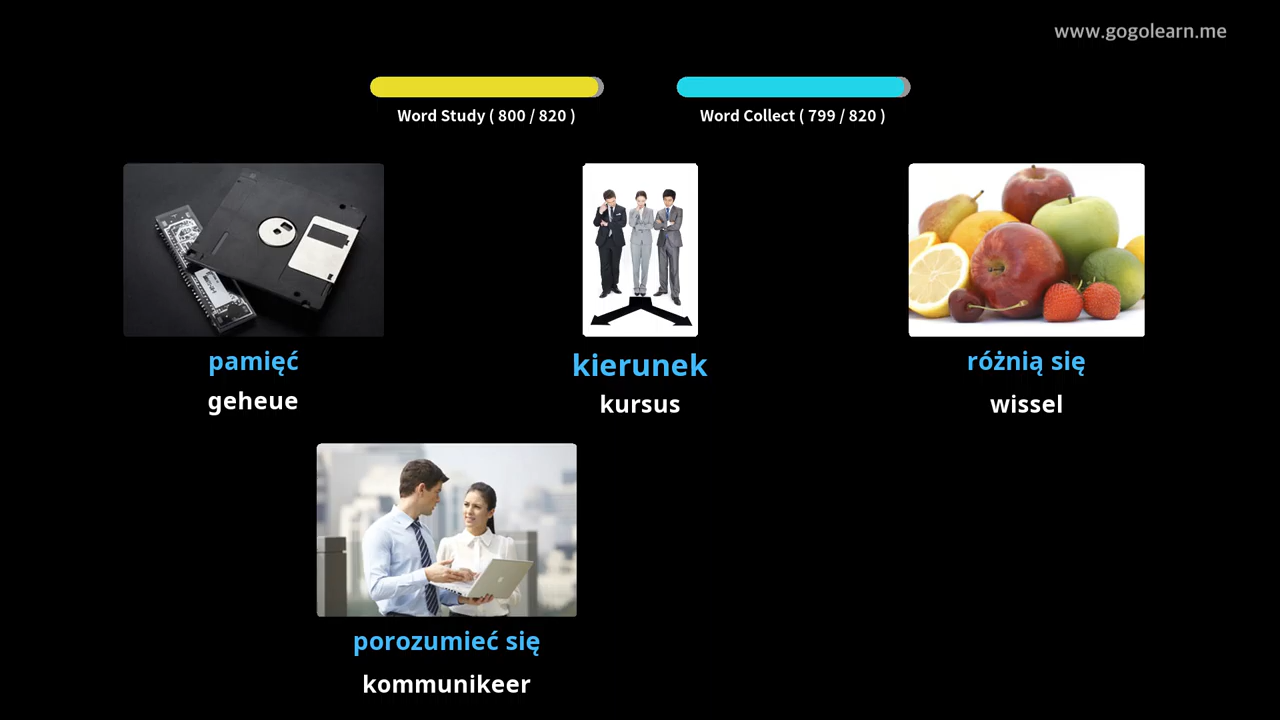 www.gogolearn.me
Word Study ( 800 / 820 )
Word Collect ( 799 / 820 )
pamięć
geheue
kierunek
kursus
różnią się
wissel
porozumieć się
kommunikeer